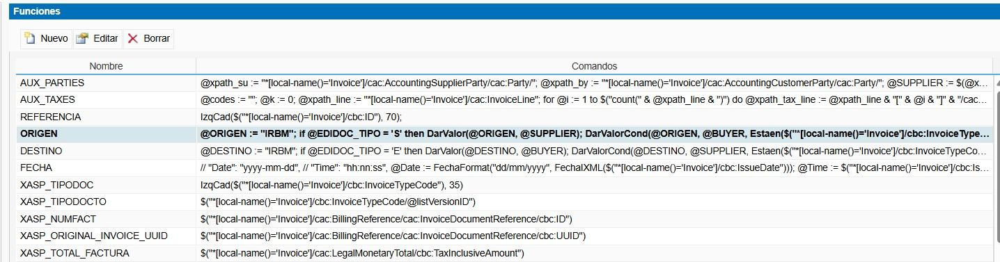 Funciones
Nuevo Editar Borrar
Nombre Comandos
AUX_PARTIES @xpath_su := "*[local-name()='Invoice']/cac:AccountingSupplierParty/cac:Party/"; @xpath_by := "*[local-name()='Invoice']/cac:AccountingCustomerParty/cac:Party/"; @SUPPLIER := $(@x...
AUX_TAXES @codes := ""; @k := 0; @xpath_line := "*[local-name()='Invoice']/cac:InvoiceLine"; for @i := 1 to $("count(" & @xpath_line & ")") do @xpath_tax_line := @xpath_line & "[" & @i & "]" & "/cac...
REFERENCIA IzqCad($("*[local-name()='Invoice']/cbc:ID"), 70);
ORIGEN @ORIGEN := "IRBM"; if @EDIDOC_TIPO = 'S' then DarValor(@ORIGEN, @SUPPLIER); DarValorCond(@ORIGEN, @BUYER, Estaen($("*[local-name()='Invoice']/cbc:InvoiceType...
DESTINO @DESTINO := "IRBM"; if @EDIDOC_TIPO = 'E' then DarValor(@DESTINO, @BUYER); DarValorCond(@DESTINO, @SUPPLIER, Estaen($("*[local-name()='Invoice']/cbc:InvoiceTypeCo...
FECHA // "Date": "yyyy-mm-dd", // "Time": "hh:nn:ss", @Date := FechaFormat("dd/mm/yyyy", FechaIXML($("*[local-name()='Invoice']/cbc:IssueDate"))); @Time := $("*[local-name()='Invoice']/cbc:Is...
XASP_TIPODOC IzqCad($("*[local-name()='Invoice']/cbc:InvoiceTypeCode"), 35)
XASP_TIPODOCTO $("*[local-name()='Invoice']/cbc:InvoiceTypeCode/@listVersionID")
XASP_NUMFACT $("*[local-name()='Invoice']/cac:BillingReference/cac:InvoiceDocumentReference/cbc:ID")
XASP_ORIGINAL_INVOICE_UUID $("*[local-name()='Invoice']/cac:BillingReference/cac:InvoiceDocumentReference/cbc:UUID")
XASP_TOTAL_FACTURA $("*[local-name()='Invoice']/cac:LegalMonetaryTotal/cbc:TaxInclusiveAmount")